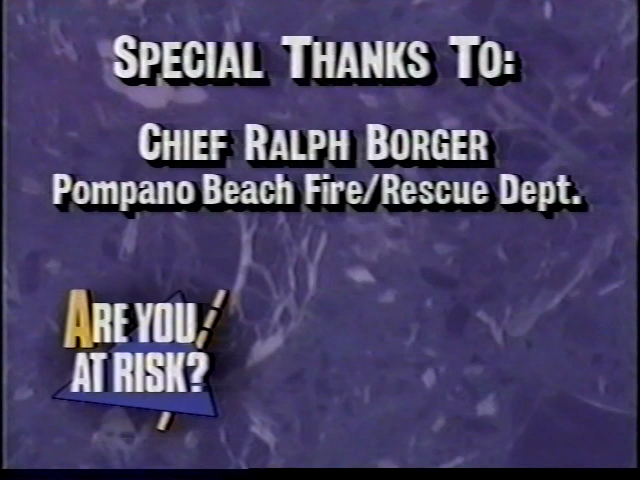 SPECIAL THANKS TO:
CHIEF RALPH BORGER
Pompano Beach Fire/Rescue Dept.
ARE YOU
AT RISK?